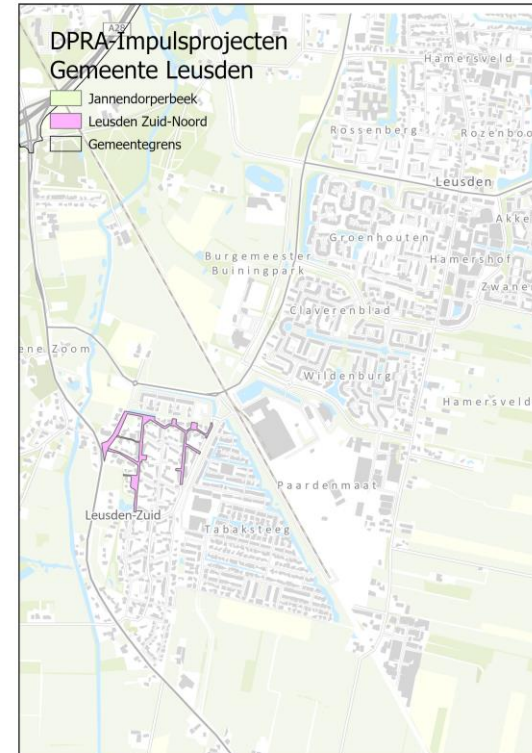 DPRA-Impulsprojecten
Gemeente Leusden
Jannendorperbeek
Leusden Zuid-Noord
Gemeentegrens
A28
Hamersveld
Rossenberg
Rozenboo
Leusden
Akke
Groenhouten
Hamershof
Burgemeester
Buiningpark
Zwane
Claverenblad
ene Zoom
Wildenburg
Hamersveld
Paardenmaat
Leusden-Zuid
Tabaksteeg